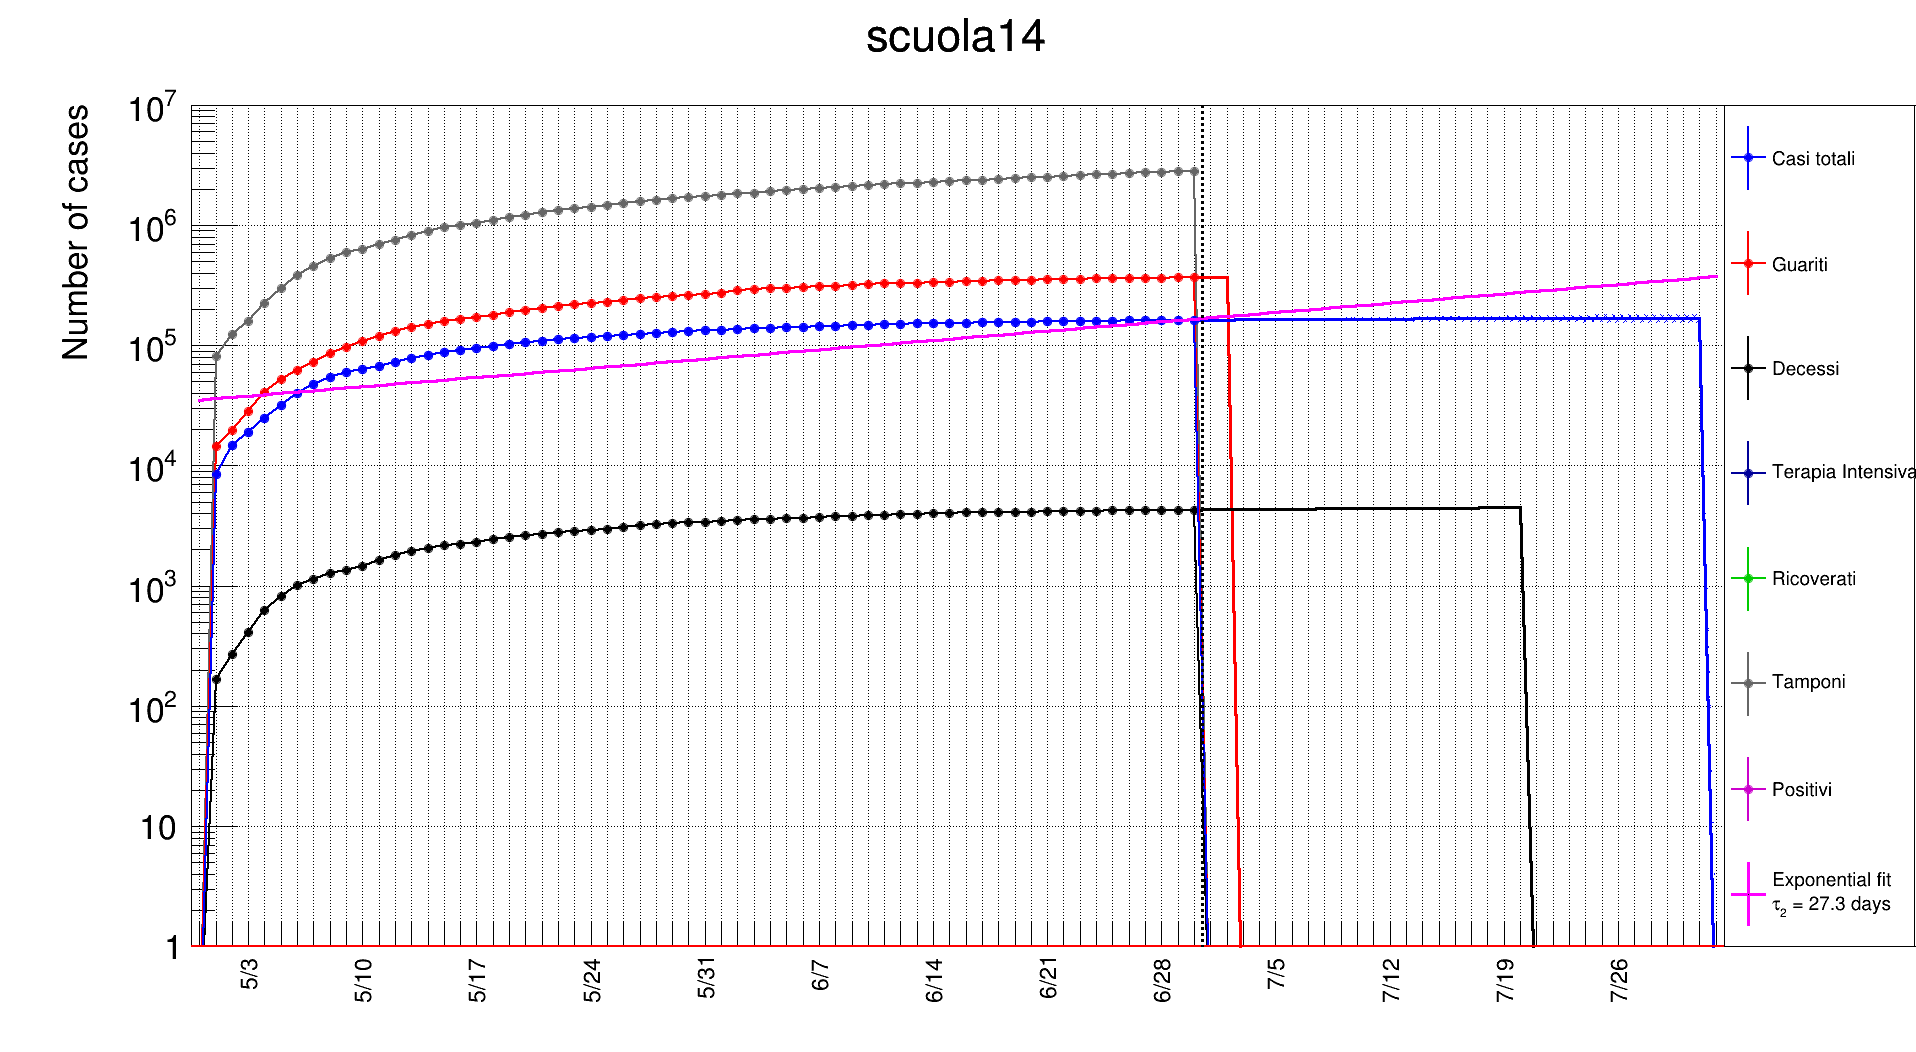 scuola14
Number of cases
10^7
10^6
10^5
10^4
10^3
10^2
10
1
5/3
5/10
5/17
5/24
5/31
6/7
6/14
6/21
6/28
7/5
7/12
7/19
7/26
Casi totali
Guariti
Decessi
Terapia Intensiva
Ricoverati
Tamponi
Positivi
Exponential fit
τ₂ = 27.3 days